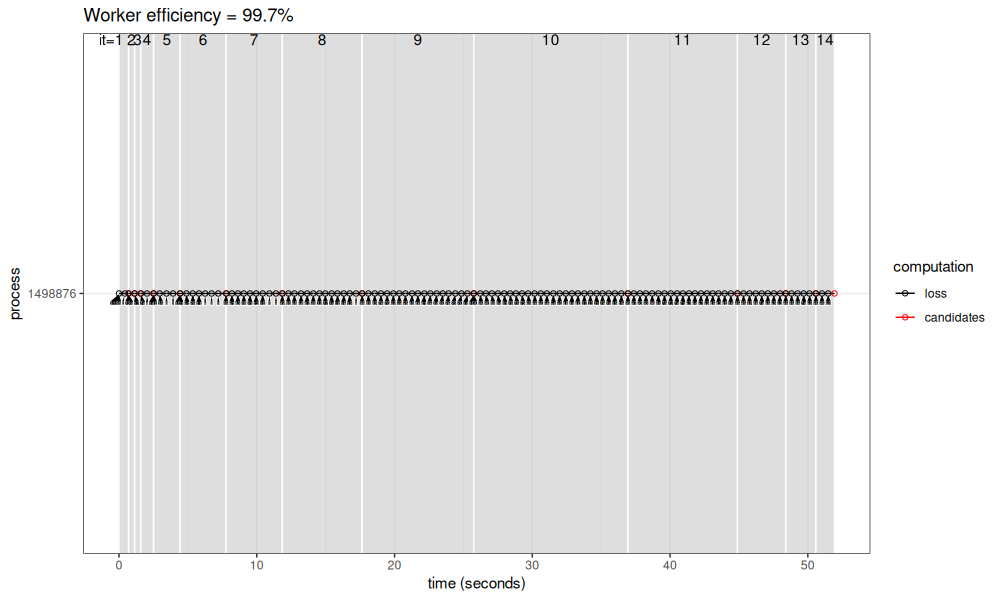 Worker efficiency = 99.7%
it=1 2 3 4 5 6 7 8 9 10 11 12 13 14
process
1498876
computation
loss
candidates
0 10 20 30 40 50
time (seconds)